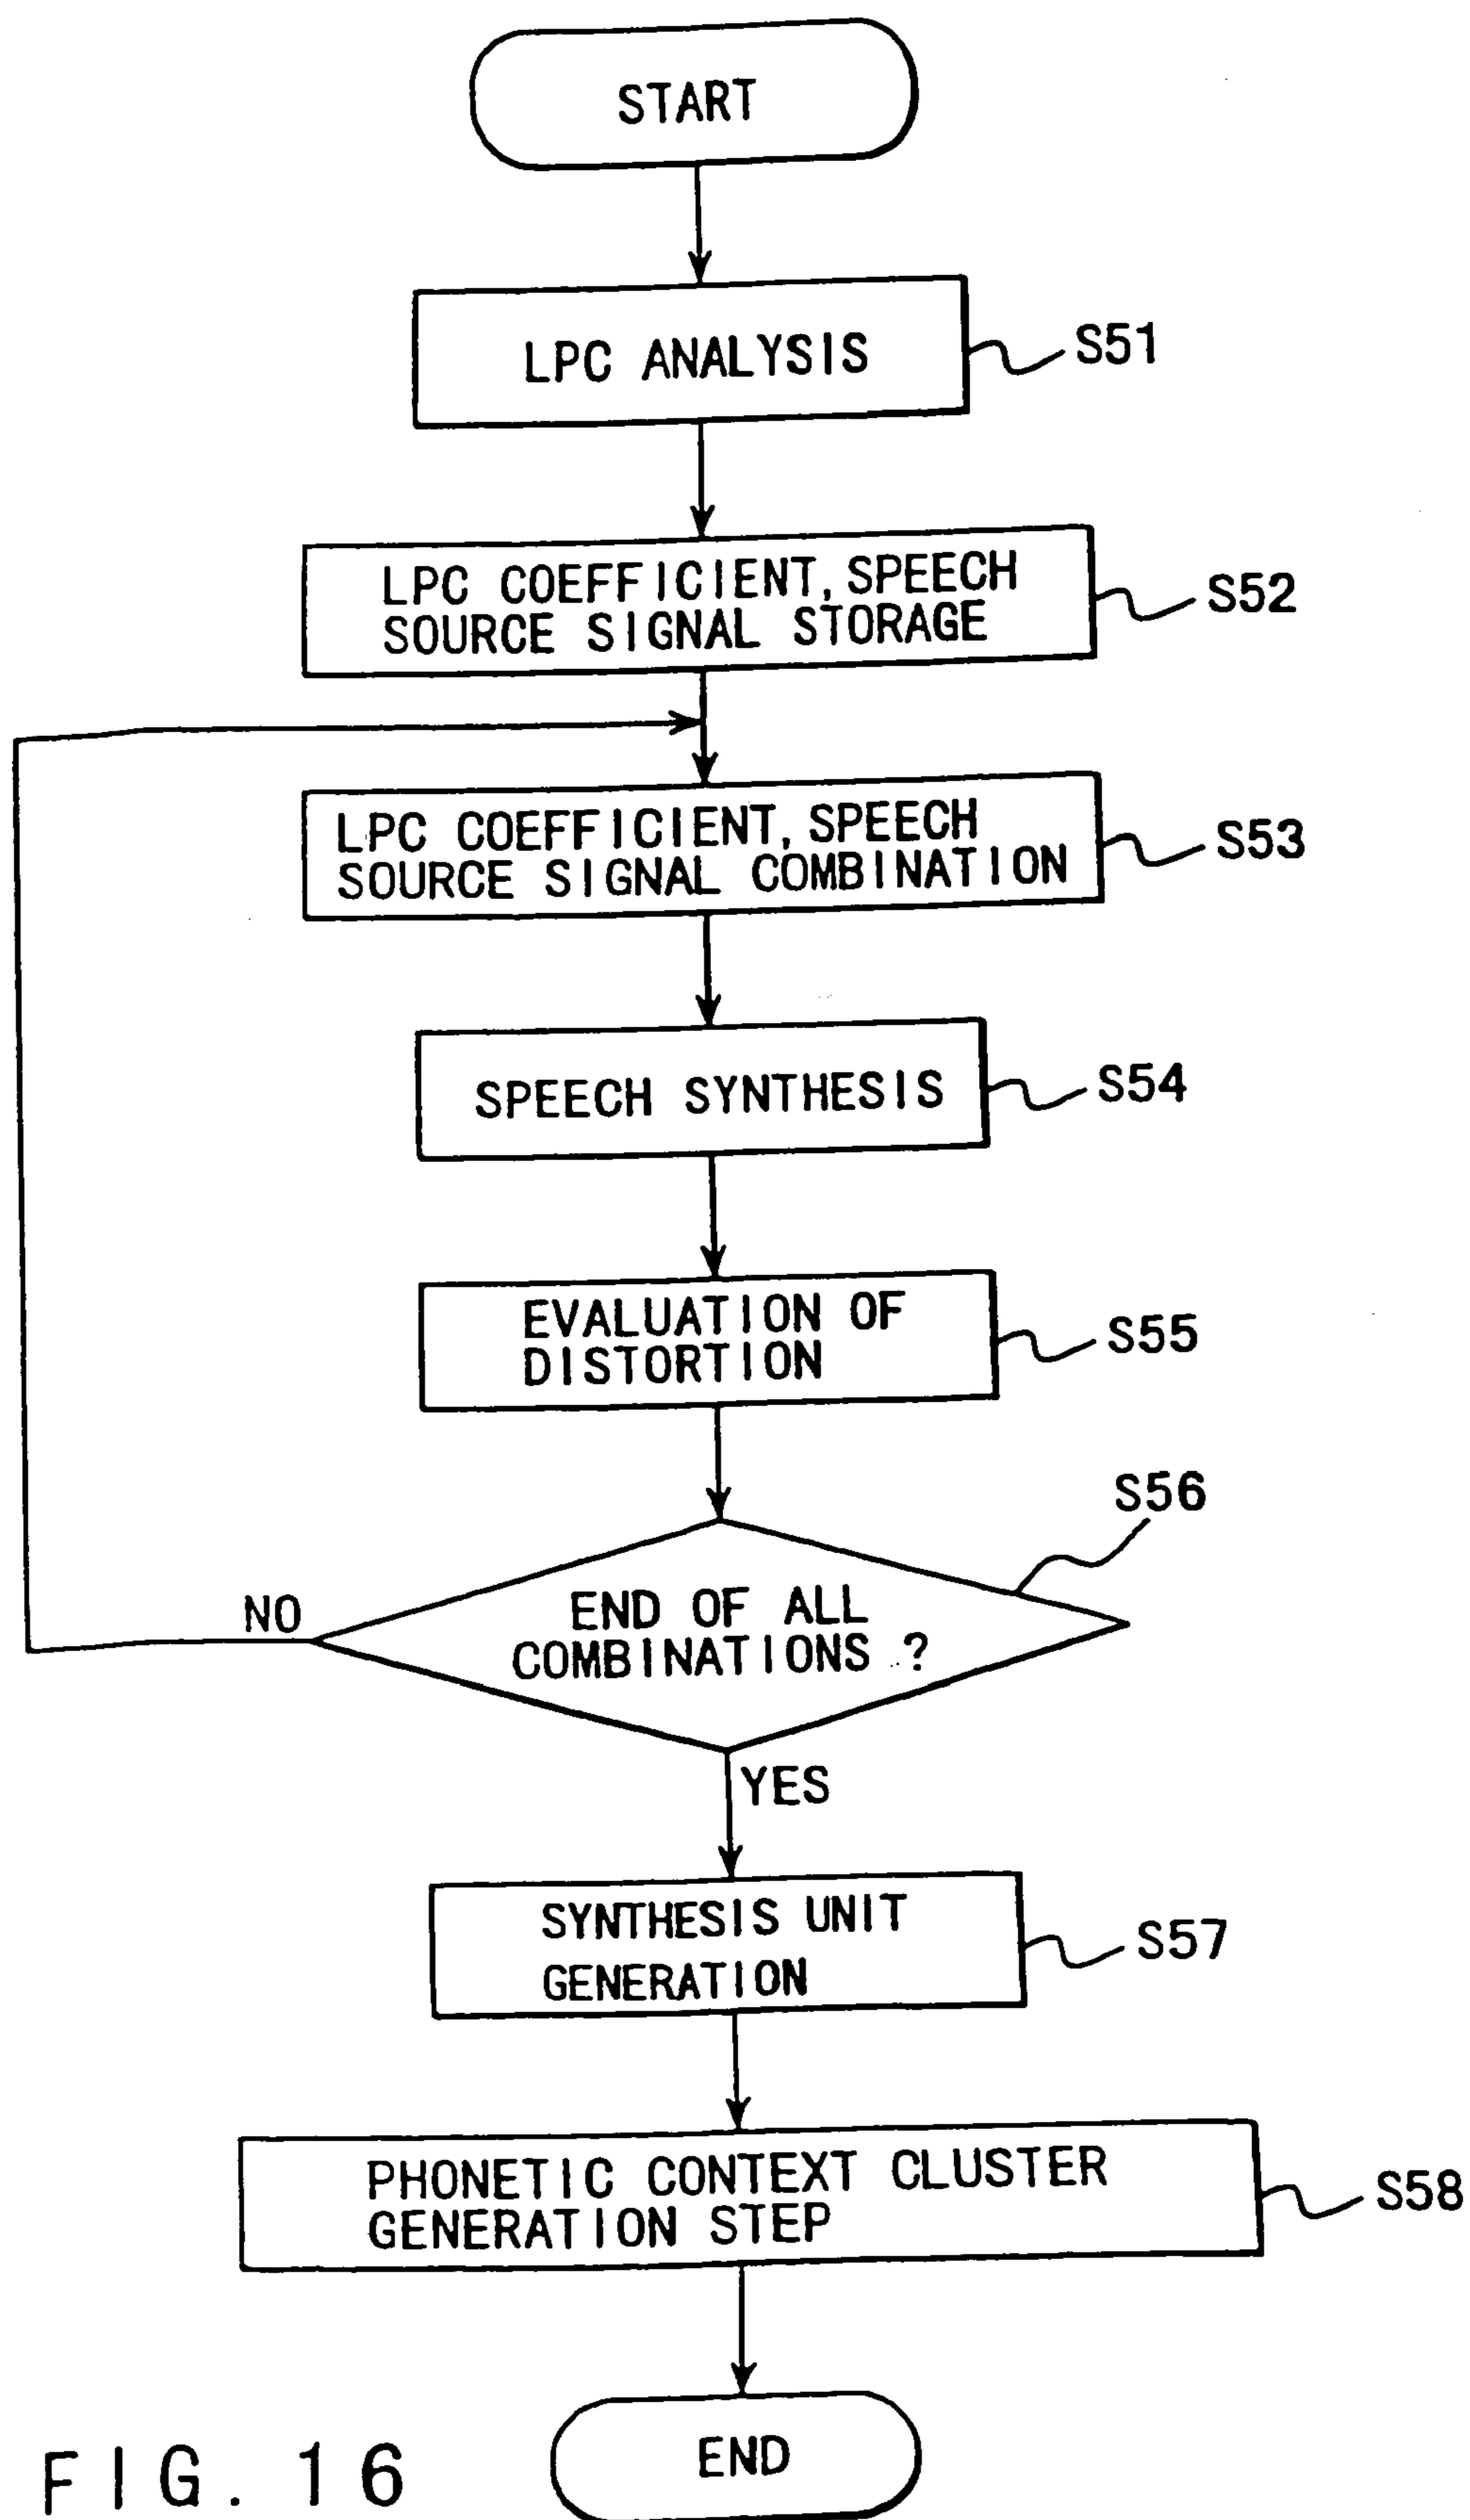 START
LPC ANALYSIS
S51
LPC COEFFICIENT, SPEECH
SOURCE SIGNAL STORAGE
S52
LPC COEFFICIENT, SPEECH
SOURCE SIGNAL COMBINATION
S53
SPEECH SYNTHESIS
S54
EVALUATION OF
DISTORTION
S55
S56
END OF ALL
COMBINATIONS ?
NO
YES
SYNTHESIS UNIT
GENERATION
S57
PHONETIC CONTEXT CLUSTER
GENERATION STEP
S58
END
FIG. 16